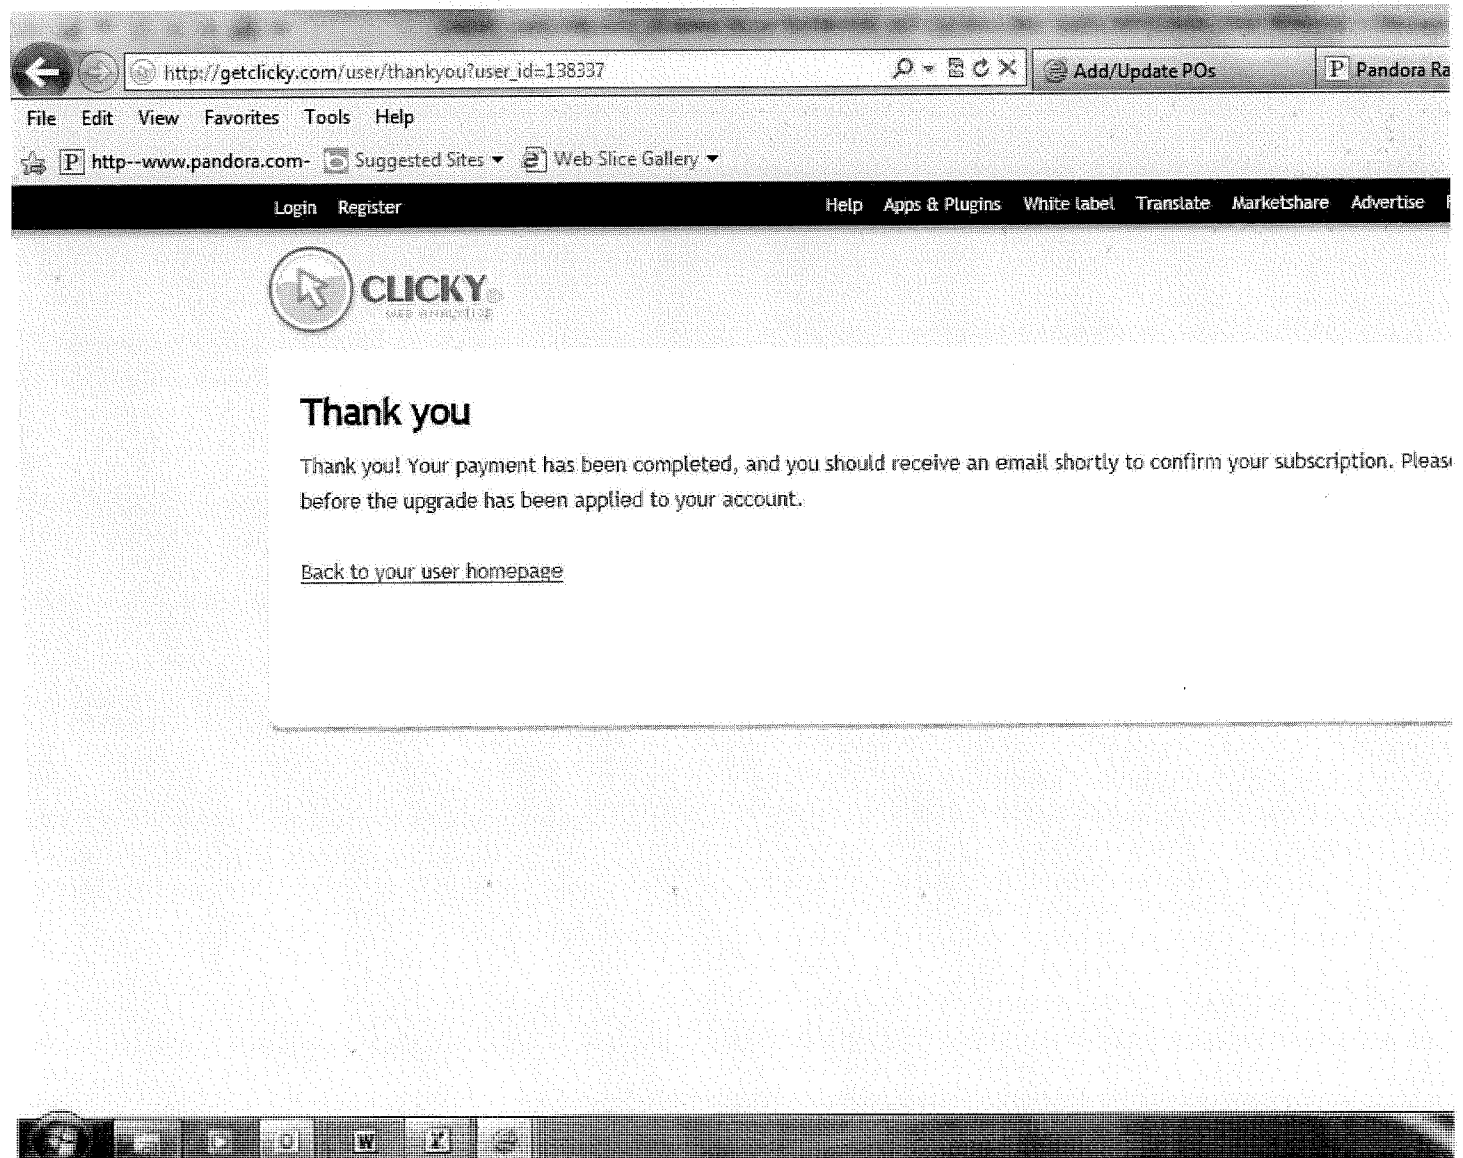 http://getclicky.com/user/thankyou?user_id=138337
Add/Update POs
P Pandora Ra
File Edit View Favorites Tools Help
P http--www.pandora.com- Suggested Sites Web Slice Gallery
Login Register Help Apps & Plugins White label Translate Marketshare Advertise
CLICKY
WEB ANALYTICS
Thank you
Thank you! Your payment has been completed, and you should receive an email shortly to confirm your subscription. Please
before the upgrade has been applied to your account.
Back to your user homepage
W